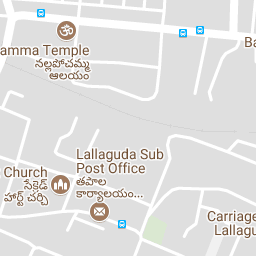 amma Temple
నల్లపోచమ్మ
ఆలయం
Ba
Lallaguda Sub
Post Office
తపాల
కార్యాలయం...
Church
సేక్రెడ్
హార్ట్ చర్చి
Carriage
Lallagu